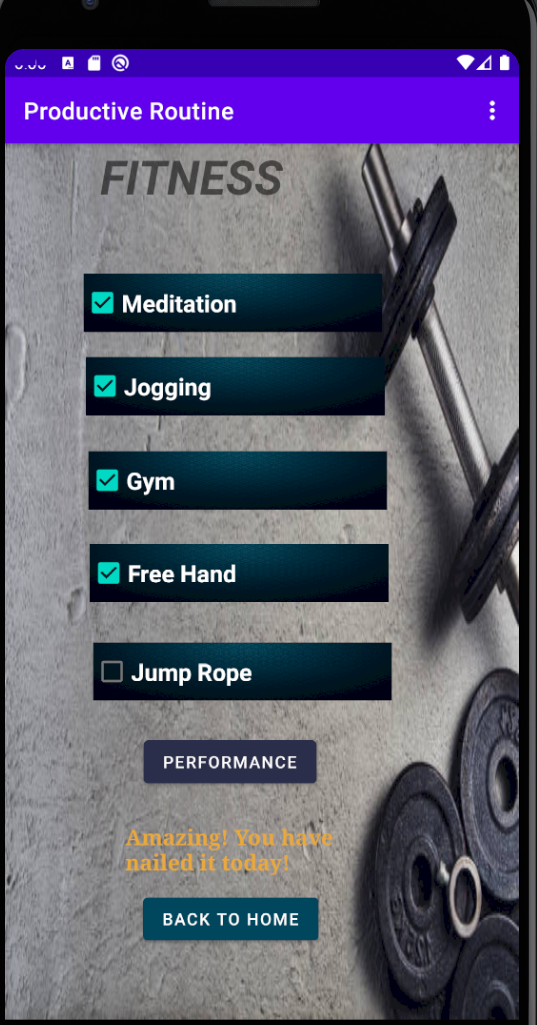 Productive Routine
FITNESS
Meditation
Jogging
Gym
Free Hand
Jump Rope
PERFORMANCE
Amazing! You have
nailed it today!
BACK TO HOME